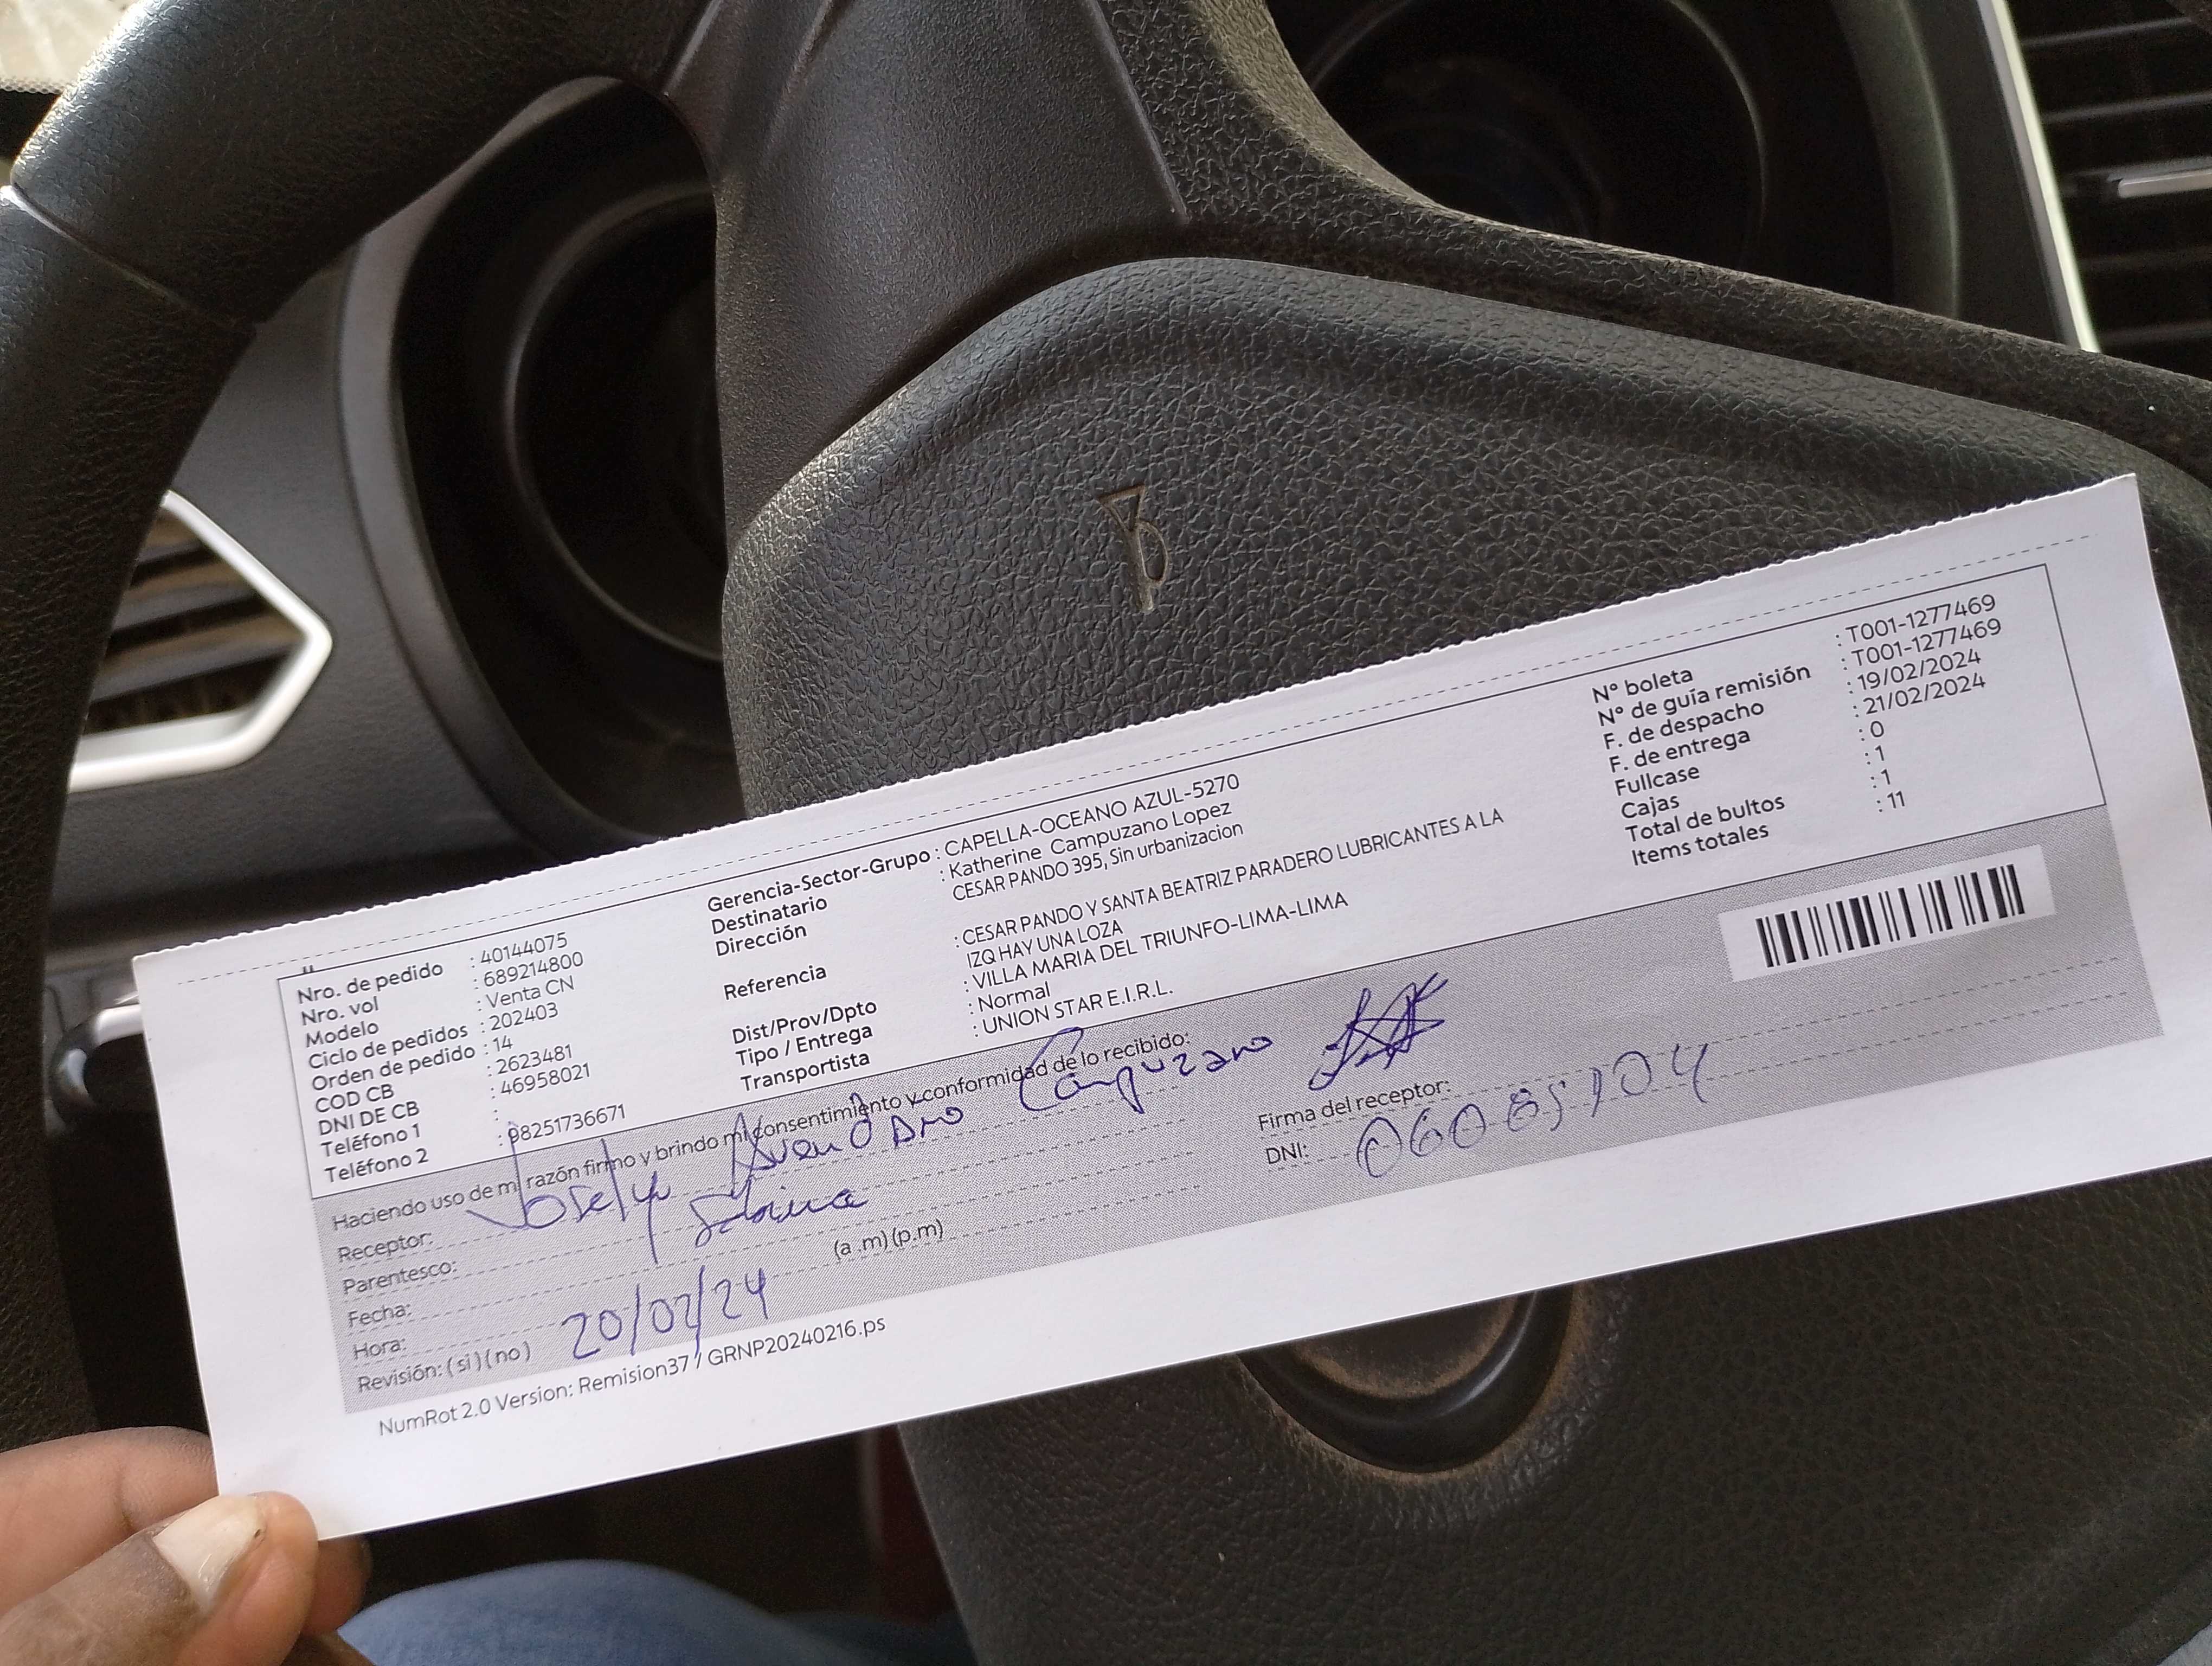 Nro. de pedido : 40144075
Nro. vol : 689214800
Modelo : Venta CN
Ciclo de pedidos : 202403
Orden de pedido : 14
COD CB : 2623481
DNI DE CB : 46958021
Teléfono 1 :
Teléfono 2 : 98251736671
Gerencia-Sector-Grupo : CAPELLA-OCEANO AZUL-5270
Destinatario : Katherine Campuzano Lopez
Dirección CESAR PANDO 395, Sin urbanizacion
Referencia : CESAR PANDO Y SANTA BEATRIZ PARADERO LUBRICANTES A LA
IZQ HAY UNA LOZA
Dist/Prov/Dpto : VILLA MARIA DEL TRIUNFO-LIMA-LIMA
Tipo / Entrega : Normal
Transportista : UNION STAR E.I.R.L.
N° boleta : T001-1277469
N° de guía remisión : T001-1277469
F. de despacho : 19/02/2024
F. de entrega : 21/02/2024
Fullcase : 0
Cajas : 1
Total de bultos : 1
Items totales : 11
Haciendo uso de mi razón firmo y brindo mi consentimiento y conformidad de lo recibido:
Receptor: Joselyn Campuzano
Parentesco:
Fecha: 20/02/24
Hora: (a .m) (p.m)
Revisión: ( si ) ( no )
Firma del receptor:
DNI:
NumRot 2.0 Version: Remision37 / GRNP20240216.ps